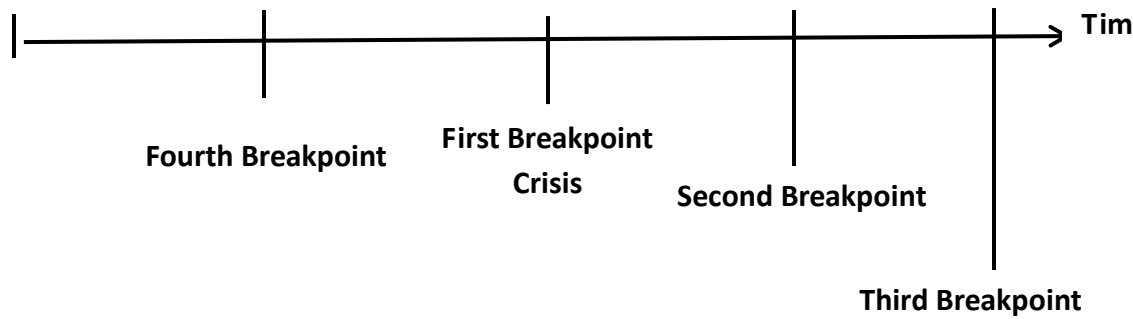 Tim
Fourth Breakpoint
First Breakpoint
Crisis
Second Breakpoint
Third Breakpoint